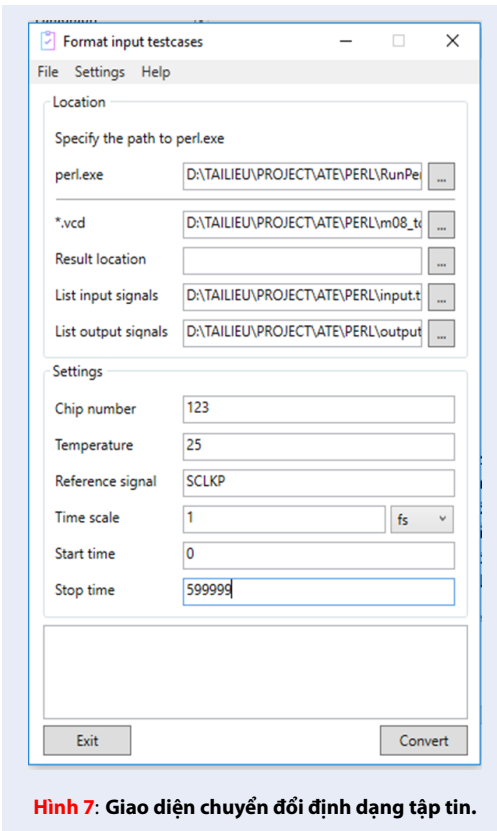 Format input testcases
File Settings Help
Location
Specify the path to perl.exe
perl.exe D:\TAILIEU\PROJECT\ATE\PERL\RunPer ...
*.vcd D:\TAILIEU\PROJECT\ATE\PERL\m08_to ...
Result location ...
List input signals D:\TAILIEU\PROJECT\ATE\PERL\input.t ...
List output signals D:\TAILIEU\PROJECT\ATE\PERL\output ...
Settings
Chip number 123
Temperature 25
Reference signal SCLKP
Time scale 1 fs
Start time 0
Stop time 599999
Exit Convert
Hình 7: Giao diện chuyển đổi định dạng tập tin.